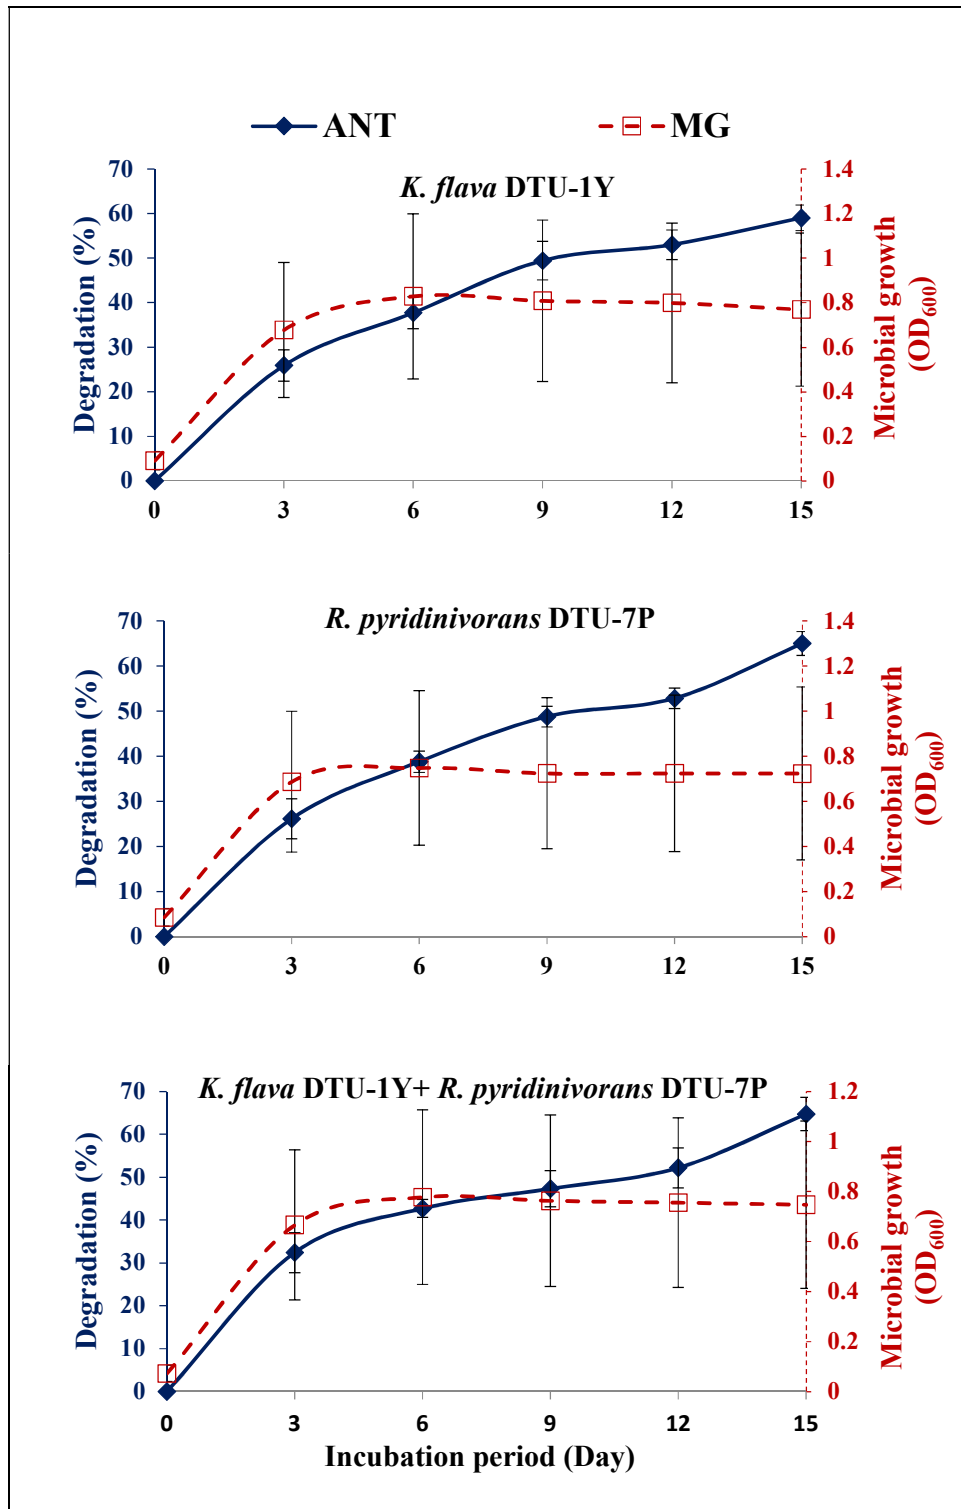 ANT MG
K. flava DTU-1Y
Degradation (%)
70
60
50
40
30
20
10
0
1.4
1.2
1
0.8
0.6
0.4
0.2
0
Microbial growth
(OD600)
0 3 6 9 12 15
R. pyridinivorans DTU-7P
Degradation (%)
70
60
50
40
30
20
10
0
1.4
1.2
1
0.8
0.6
0.4
0.2
0
Microbial growth
(OD600)
0 3 6 9 12 15
K. flava DTU-1Y+ R. pyridinivorans DTU-7P
Degradation (%)
70
60
50
40
30
20
10
0
1.2
1
0.8
0.6
0.4
0.2
0
Microbial growth
(OD600)
0 3 6 9 12 15
Incubation period (Day)